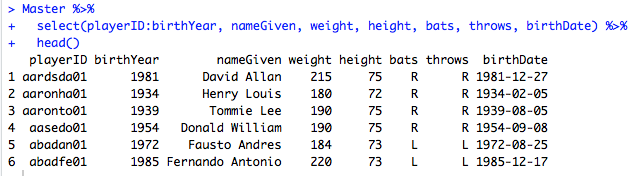 > Master %>%
+   select(playerID:birthYear, nameGiven, weight, height, bats, throws, birthDate) %>%
+   head()
   playerID birthYear        nameGiven weight height bats throws  birthDate
1 aardsda01      1981      David Allan    215     75    R      R 1981-12-27
2 aaronha01      1934      Henry Louis    180     72    R      R 1934-02-05
3 aaronto01      1939       Tommie Lee    190     75    R      R 1939-08-05
4  aasedo01      1954   Donald William    190     75    R      R 1954-09-08
5  abadan01      1972    Fausto Andres    184     73    L      L 1972-08-25
6  abadfe01      1985 Fernando Antonio    220     73    L      L 1985-12-17